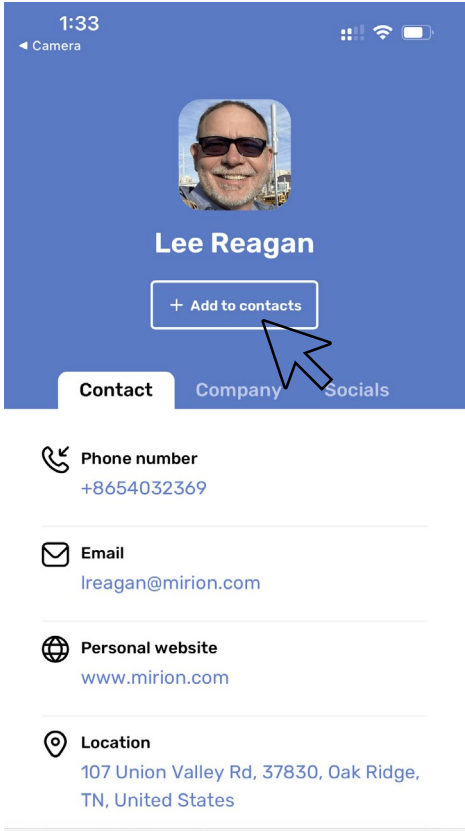 1:33
◄ Camera
Lee Reagan
+ Add to contacts
Contact Company Socials
Phone number
+8654032369
Email
lreagan@mirion.com
Personal website
www.mirion.com
Location
107 Union Valley Rd, 37830, Oak Ridge,
TN, United States